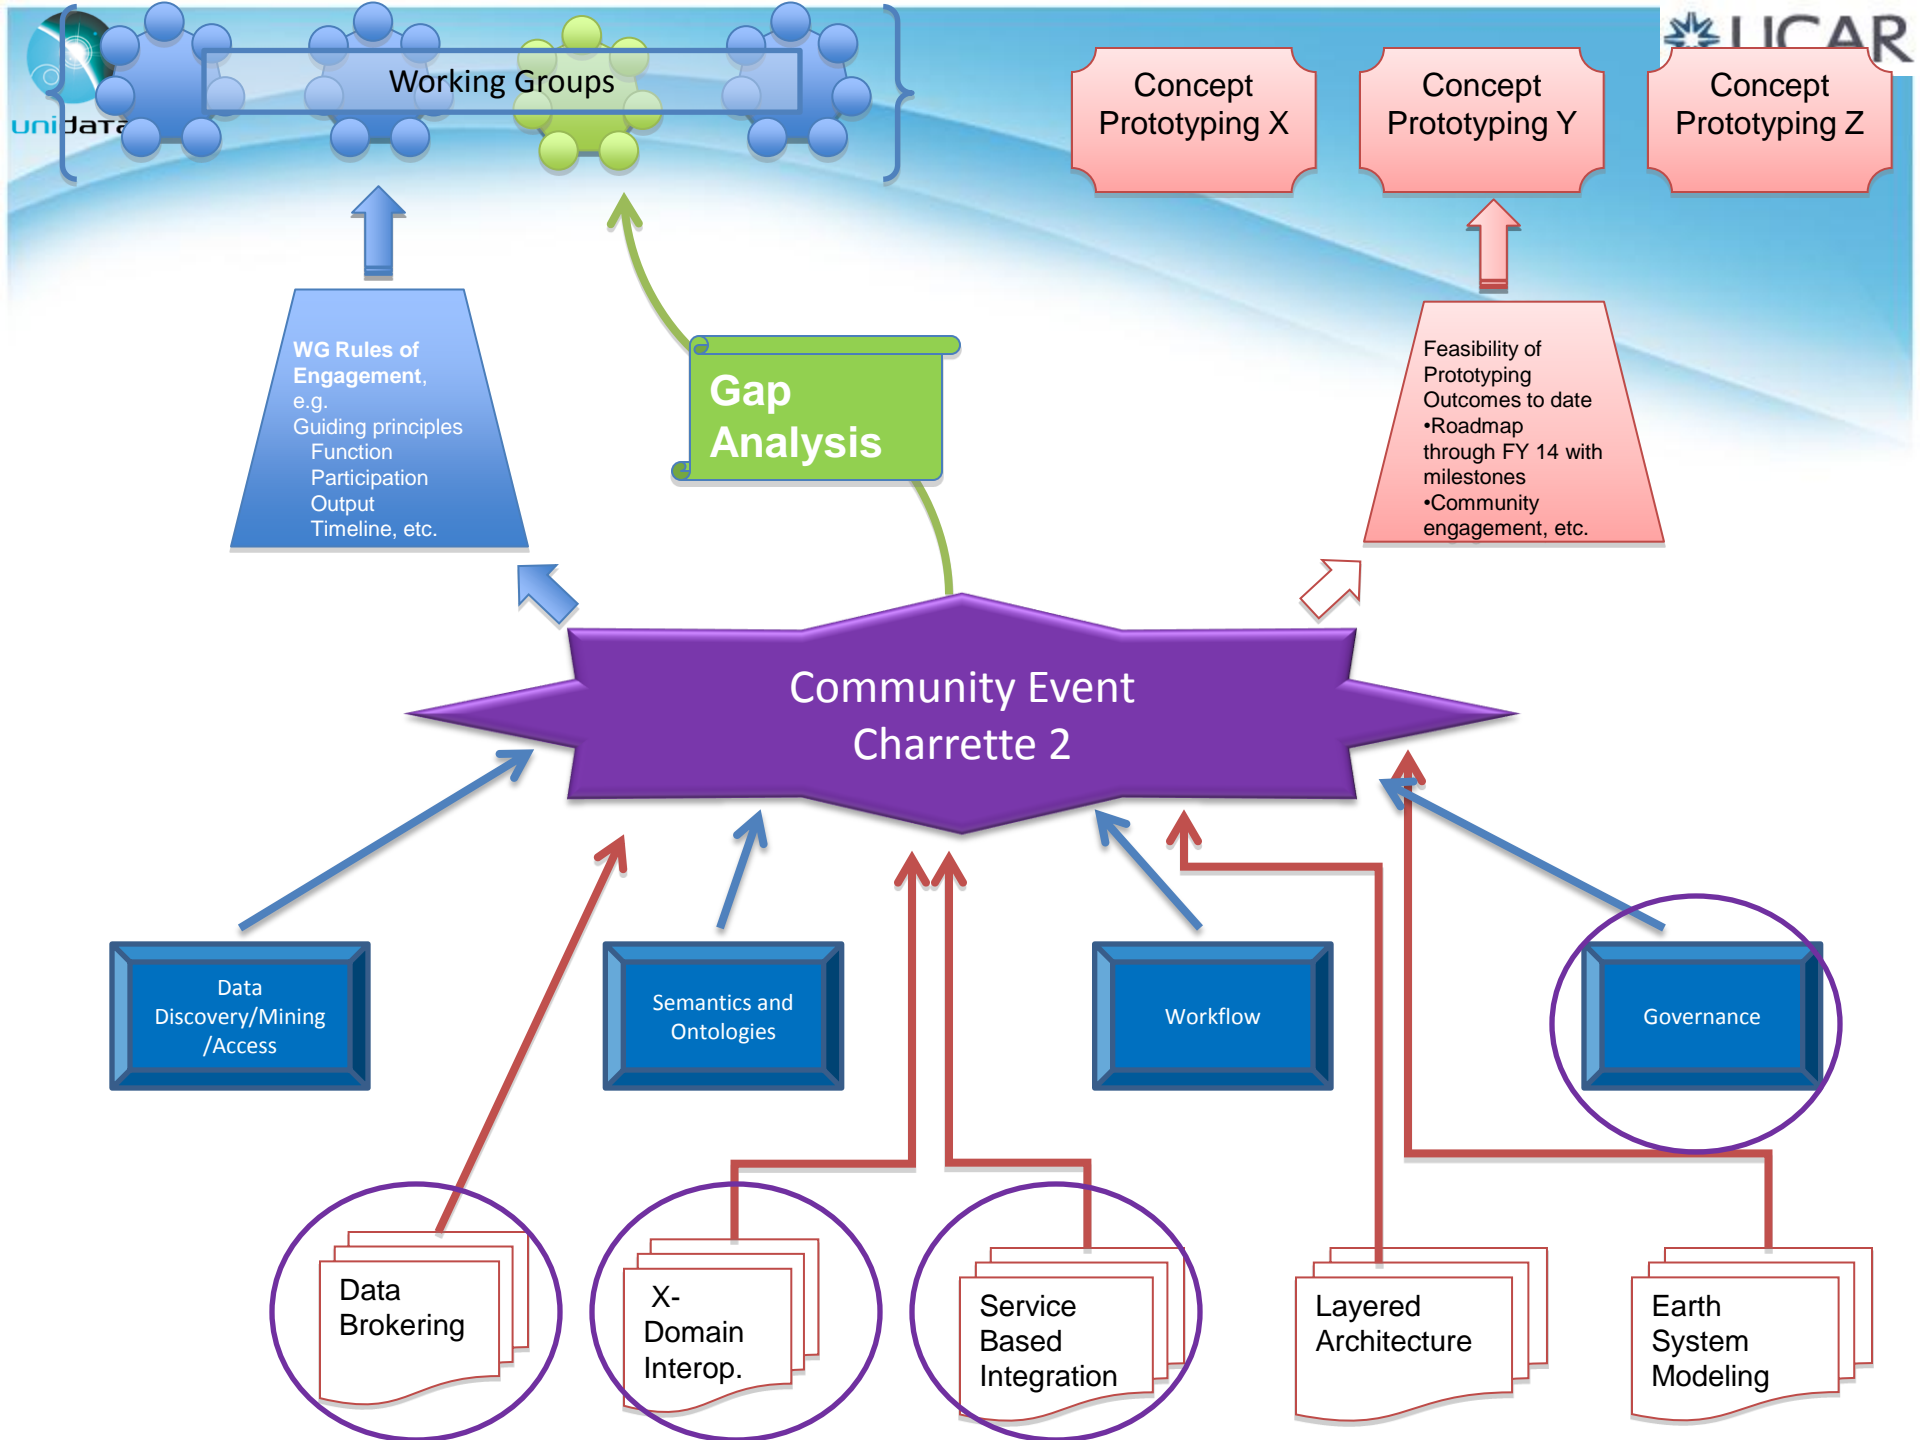 unidata
UCAR
Working Groups
Concept
Prototyping X
Concept
Prototyping Y
Concept
Prototyping Z
WG Rules of
Engagement,
e.g.
Guiding principles
Function
Participation
Output
Timeline, etc.
Gap
Analysis
Feasibility of
Prototyping
Outcomes to date
•Roadmap
through FY 14 with
milestones
•Community
engagement, etc.
Community Event
Charrette 2
Data
Discovery/Mining
/Access
Semantics and
Ontologies
Workflow
Governance
Data
Brokering
X-
Domain
Interop.
Service
Based
Integration
Layered
Architecture
Earth
System
Modeling